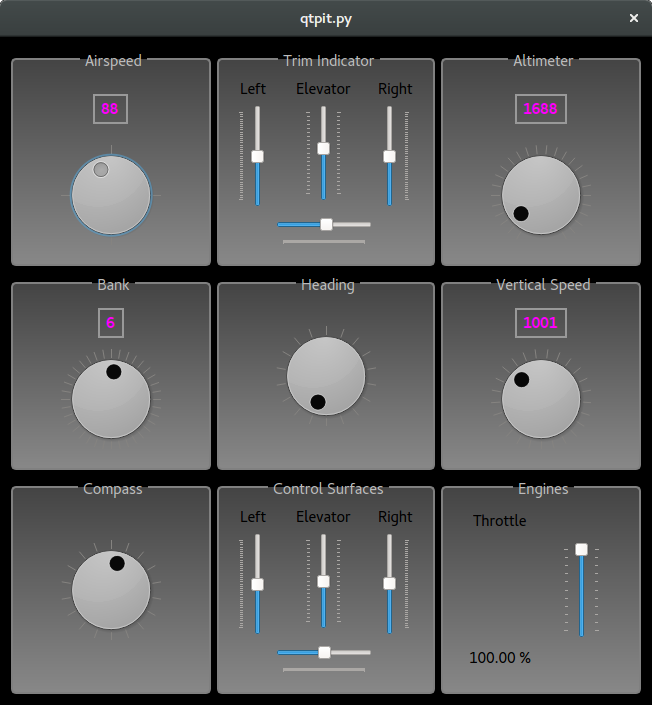 qtpit.py
Airspeed
88
Trim Indicator
Left Elevator Right
Altimeter
1688
Bank
6
Heading
Vertical Speed
1001
Compass
Control Surfaces
Left Elevator Right
Engines
Throttle
100.00 %